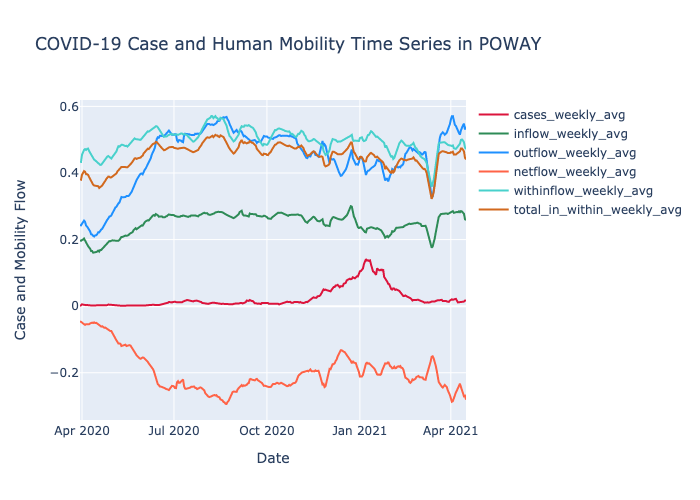 COVID-19 Case and Human Mobility Time Series in POWAY
0.6
0.4
0.2
0
−0.2
Case and Mobility Flow
Apr 2020
Jul 2020
Oct 2020
Jan 2021
Apr 2021
Date
cases_weekly_avg
inflow_weekly_avg
outflow_weekly_avg
netflow_weekly_avg
withinflow_weekly_avg
total_in_within_weekly_avg